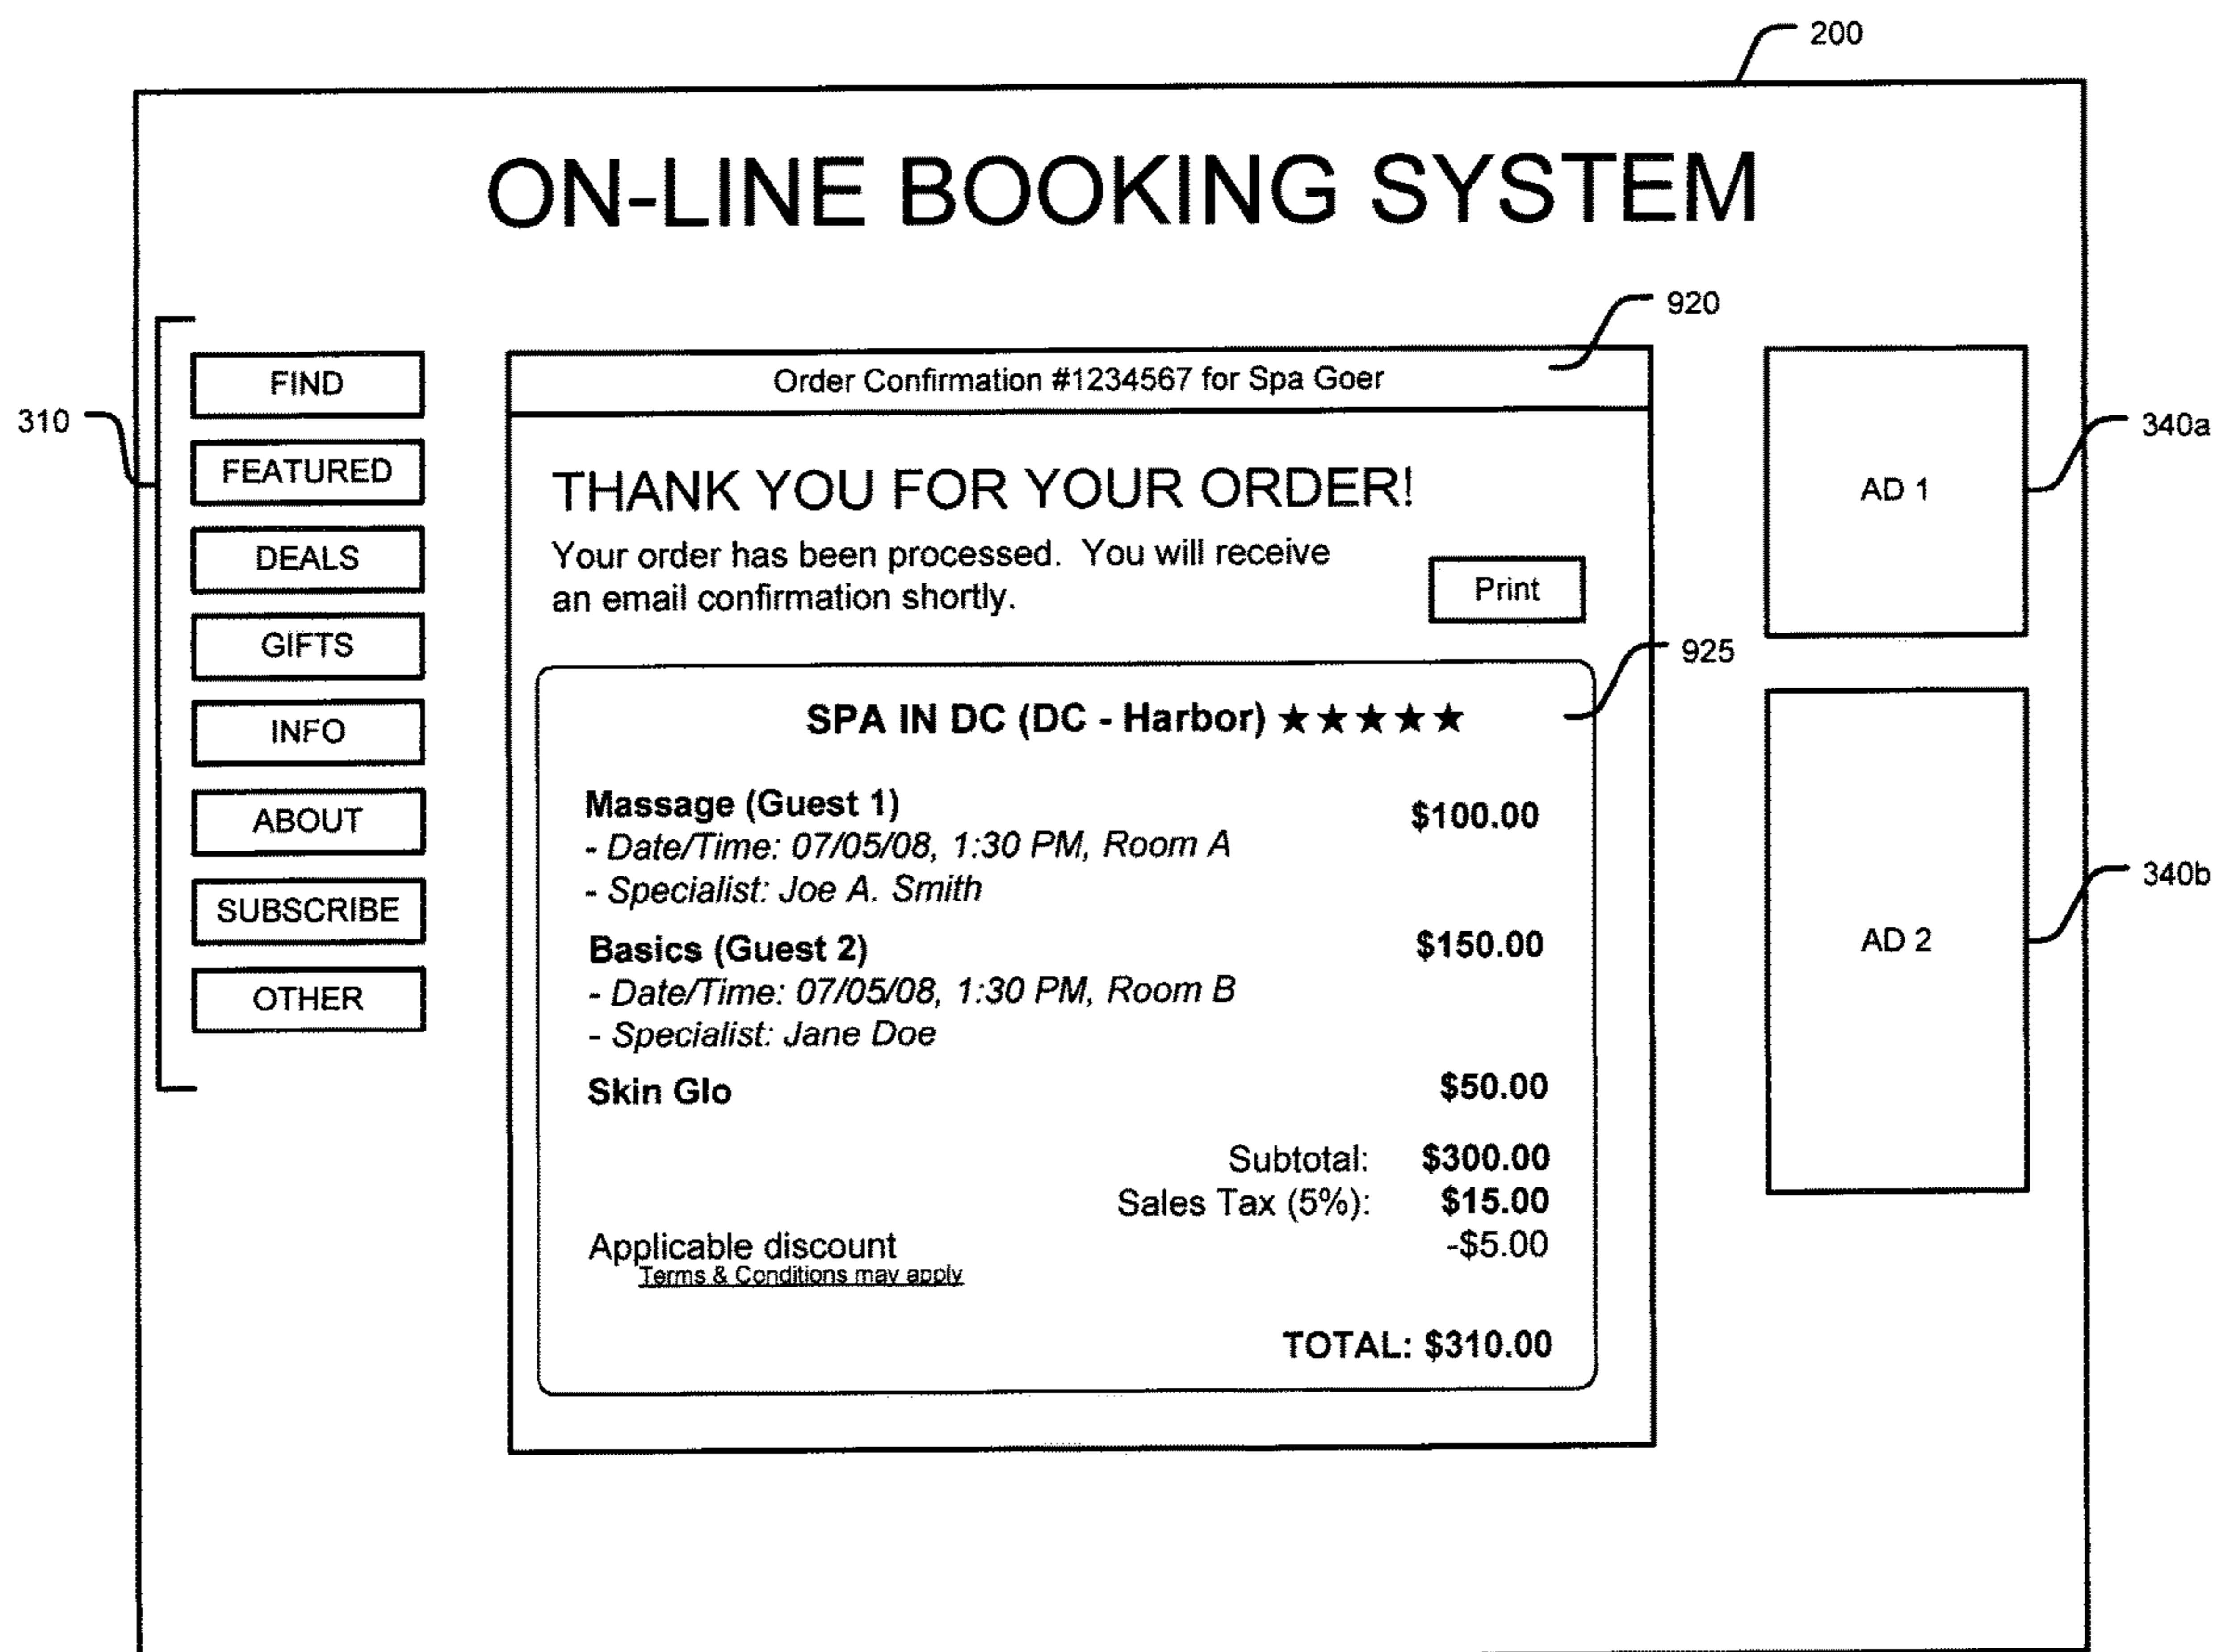 200
ON-LINE BOOKING SYSTEM
920
310
FIND
FEATURED
DEALS
GIFTS
INFO
ABOUT
SUBSCRIBE
OTHER
Order Confirmation #1234567 for Spa Goer
THANK YOU FOR YOUR ORDER!
Your order has been processed. You will receive
an email confirmation shortly.
Print
925
SPA IN DC (DC - Harbor) ★★★★★
Massage (Guest 1) $100.00
- Date/Time: 07/05/08, 1:30 PM, Room A
- Specialist: Joe A. Smith
Basics (Guest 2) $150.00
- Date/Time: 07/05/08, 1:30 PM, Room B
- Specialist: Jane Doe
Skin Glo $50.00
Subtotal: $300.00
Sales Tax (5%): $15.00
Applicable discount -$5.00
Terms & Conditions may apply
TOTAL: $310.00
AD 1
340a
AD 2
340b